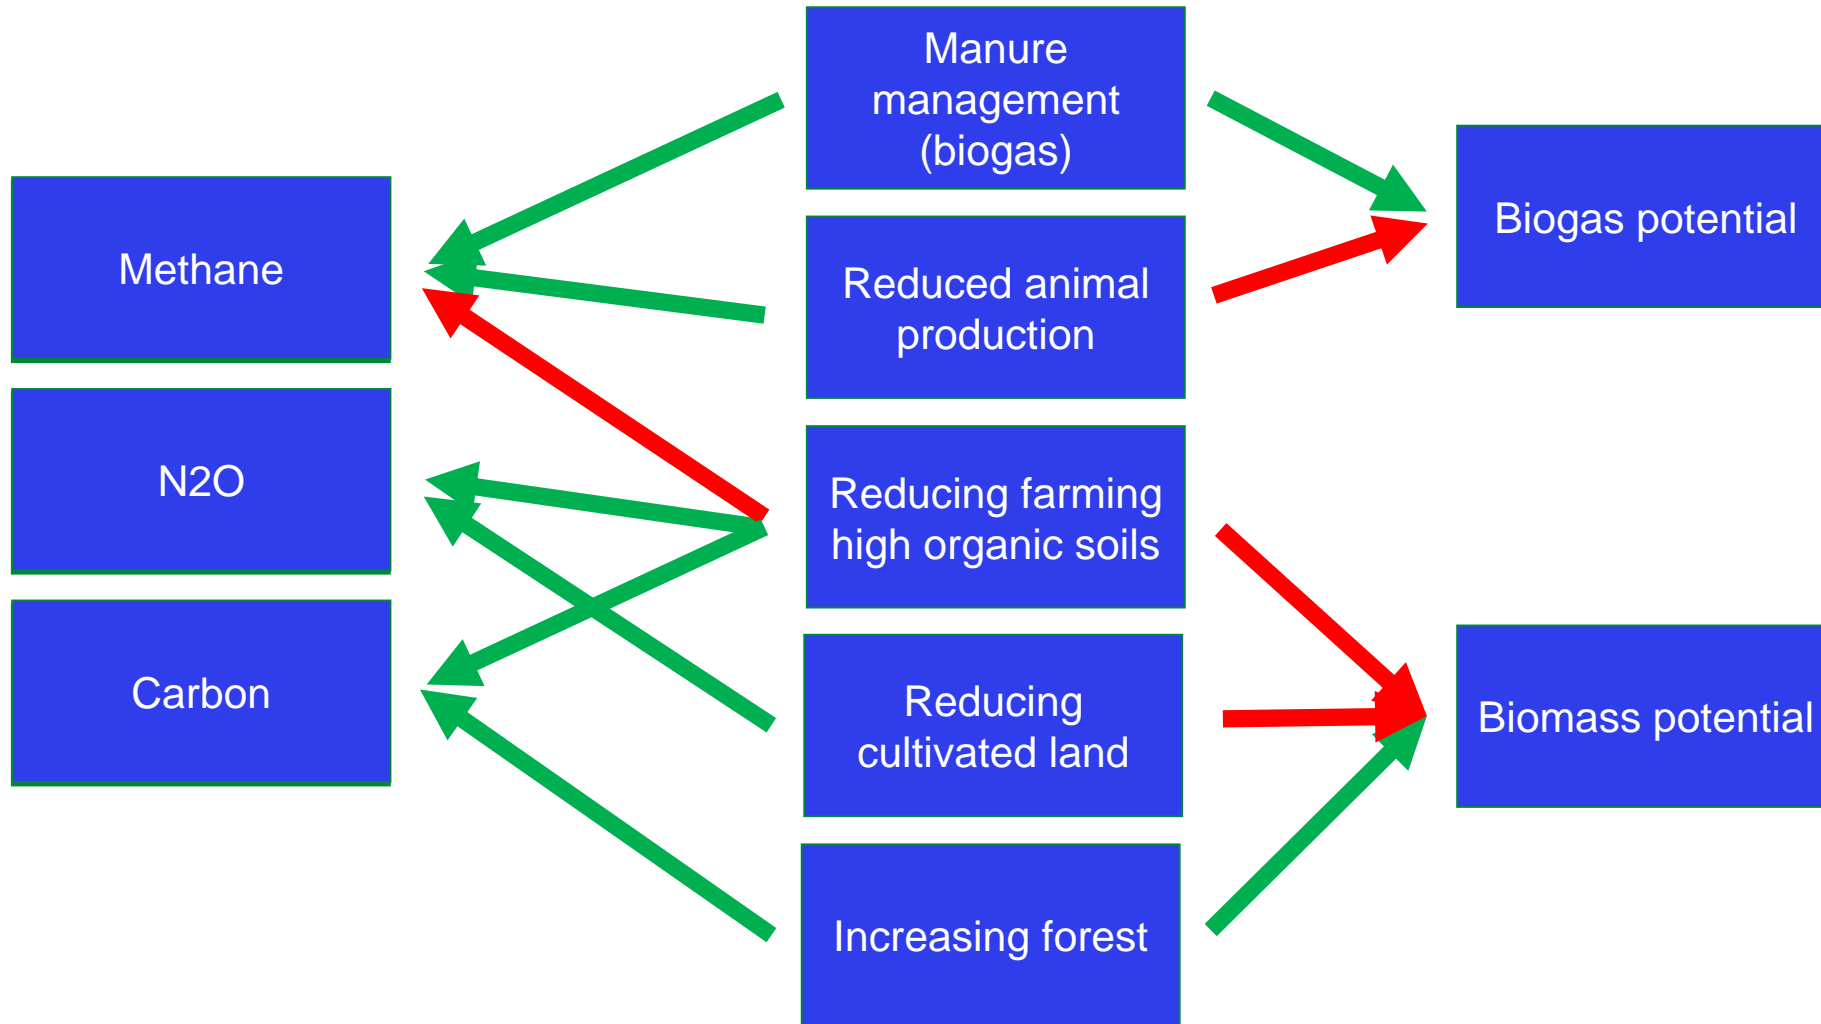 Methane
N2O
Carbon
Manure
management
(biogas)
Reduced animal
production
Reducing farming
high organic soils
Reducing
cultivated land
Increasing forest
Biogas potential
Biomass potential